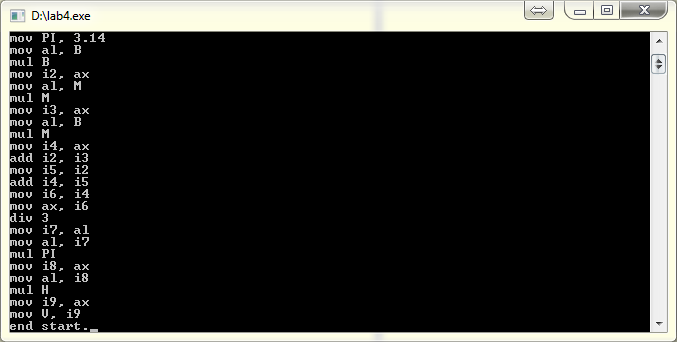 D:\lab4.exe
mov PI, 3.14
mov al, B
mul B
mov i2, ax
mov al, M
mul M
mov i3, ax
mov al, B
mul M
mov i4, ax
add i2, i3
mov i5, i2
add i4, i5
mov i6, i4
mov ax, i6
div 3
mov i7, al
mov al, i7
mul PI
mov i8, ax
mov al, i8
mul H
mov i9, ax
mov V, i9
end start._